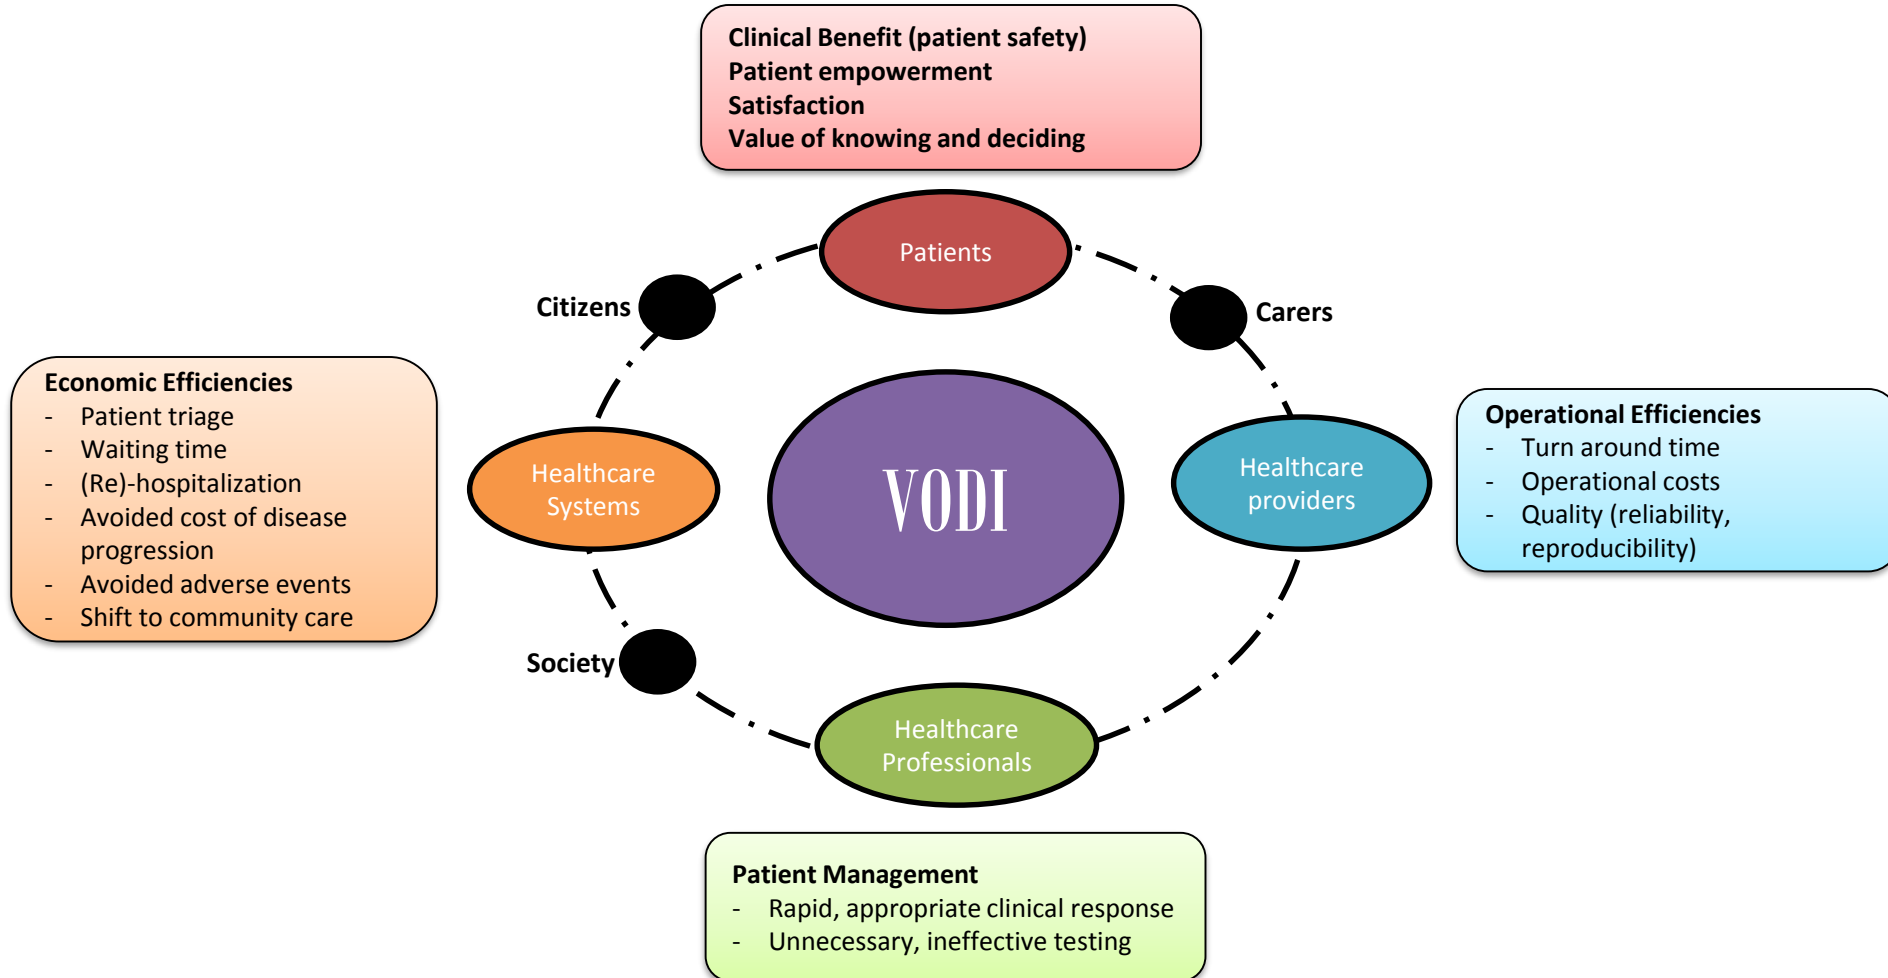 Clinical Benefit (patient safety)
Patient empowerment
Satisfaction
Value of knowing and deciding
Patients
Citizens
Carers
Economic Efficiencies
- Patient triage
- Waiting time
- (Re)-hospitalization
- Avoided cost of disease
progression
- Avoided adverse events
- Shift to community care
Healthcare
Systems
VODI
Healthcare
providers
Operational Efficiencies
- Turn around time
- Operational costs
- Quality (reliability,
reproducibility)
Society
Healthcare
Professionals
Patient Management
- Rapid, appropriate clinical response
- Unnecessary, ineffective testing